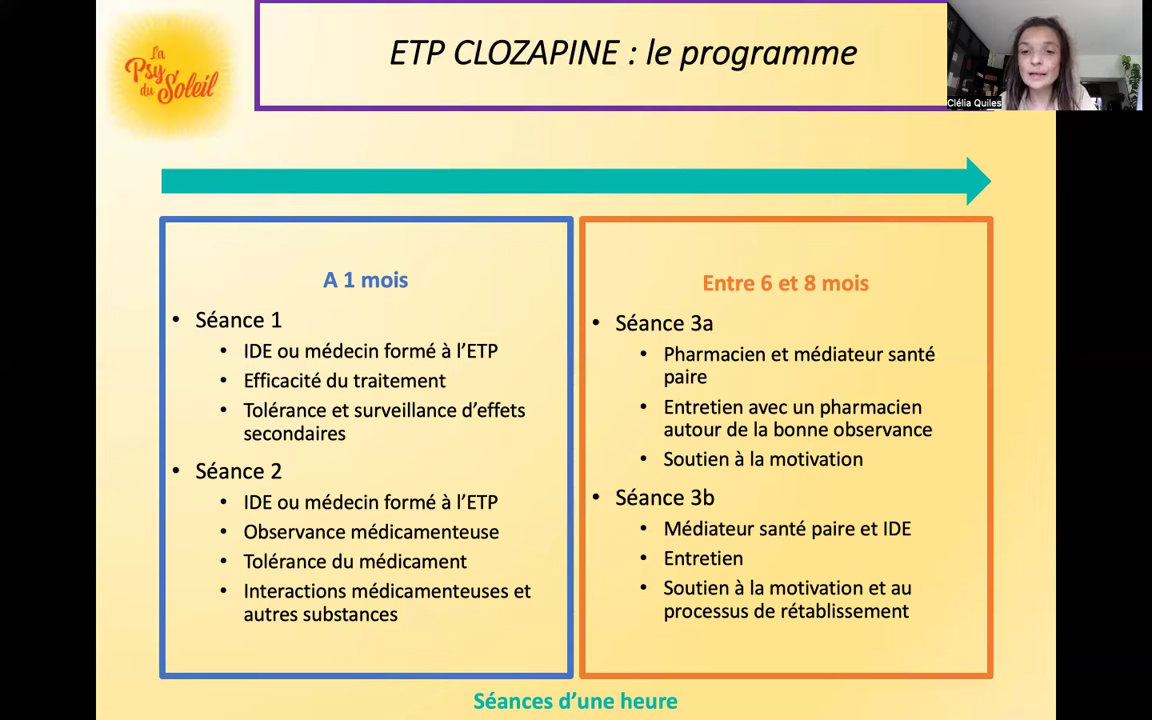 La
Psy
du Soleil
ETP CLOZAPINE : le programme
Clélia Quiles
A 1 mois
• Séance 1
• IDE ou médecin formé à l’ETP
• Efficacité du traitement
• Tolérance et surveillance d’effets
secondaires
• Séance 2
• IDE ou médecin formé à l’ETP
• Observance médicamenteuse
• Tolérance du médicament
• Interactions médicamenteuses et
autres substances
Entre 6 et 8 mois
• Séance 3a
• Pharmacien et médiateur santé
paire
• Entretien avec un pharmacien
autour de la bonne observance
• Soutien à la motivation
• Séance 3b
• Médiateur santé paire et IDE
• Entretien
• Soutien à la motivation et au
processus de rétablissement
Séances d’une heure